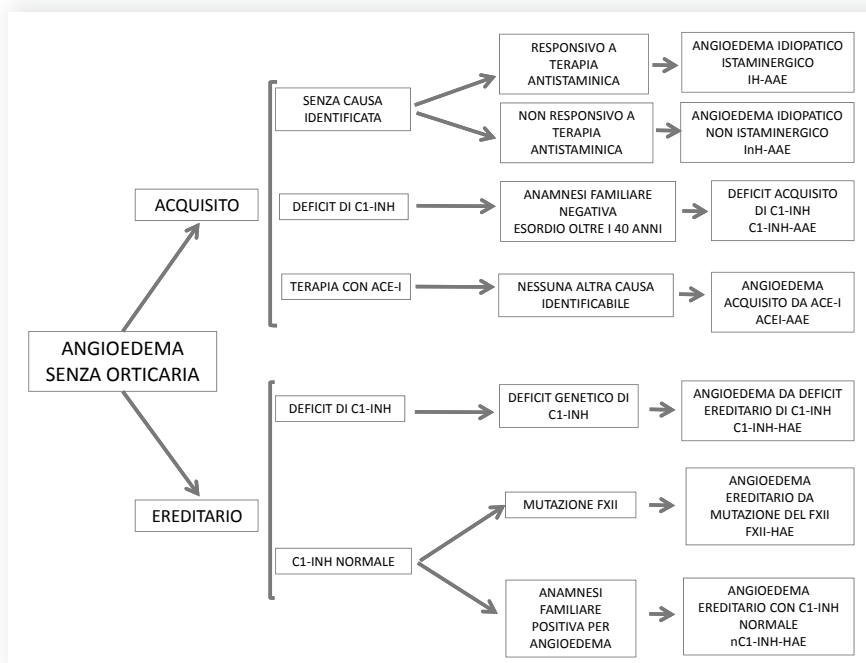 RESPONSIVO A
TERAPIA
ANTISTAMINICA
ANGIOEDEMA IDIOPATICO
ISTAMINERGICO
IH-AAE
SENZA CAUSA
IDENTIFICATA
NON RESPONSIVO A
TERAPIA
ANTISTAMINICA
ANGIOEDEMA IDIOPATICO
NON ISTAMINERGICO
InH-AAE
ACQUISITO
DEFICIT DI C1-INH
ANAMNESI FAMILIARE
NEGATIVA
ESORDIO OLTRE I 40 ANNI
DEFICIT ACQUISITO
DI C1-INH
C1-INH-AAE
TERAPIA CON ACE-I
NESSUNA ALTRA CAUSA
IDENTIFICABILE
ANGIOEDEMA
ACQUISITO DA ACE-I
ACEI-AAE
ANGIOEDEMA
SENZA ORTICARIA
DEFICIT DI C1-INH
DEFICIT GENETICO DI
C1-INH
ANGIOEDEMA DA DEFICIT
EREDITARIO DI C1-INH
C1-INH-HAE
EREDITARIO
MUTAZIONE FXII
ANGIOEDEMA
EREDITARIO DA
MUTAZIONE DEL FXII
FXII-HAE
C1-INH NORMALE
ANAMNESI
FAMILIARE
POSITIVA PER
ANGIOEDEMA
ANGIOEDEMA
EREDITARIO CON C1-INH
NORMALE
nC1-INH-HAE